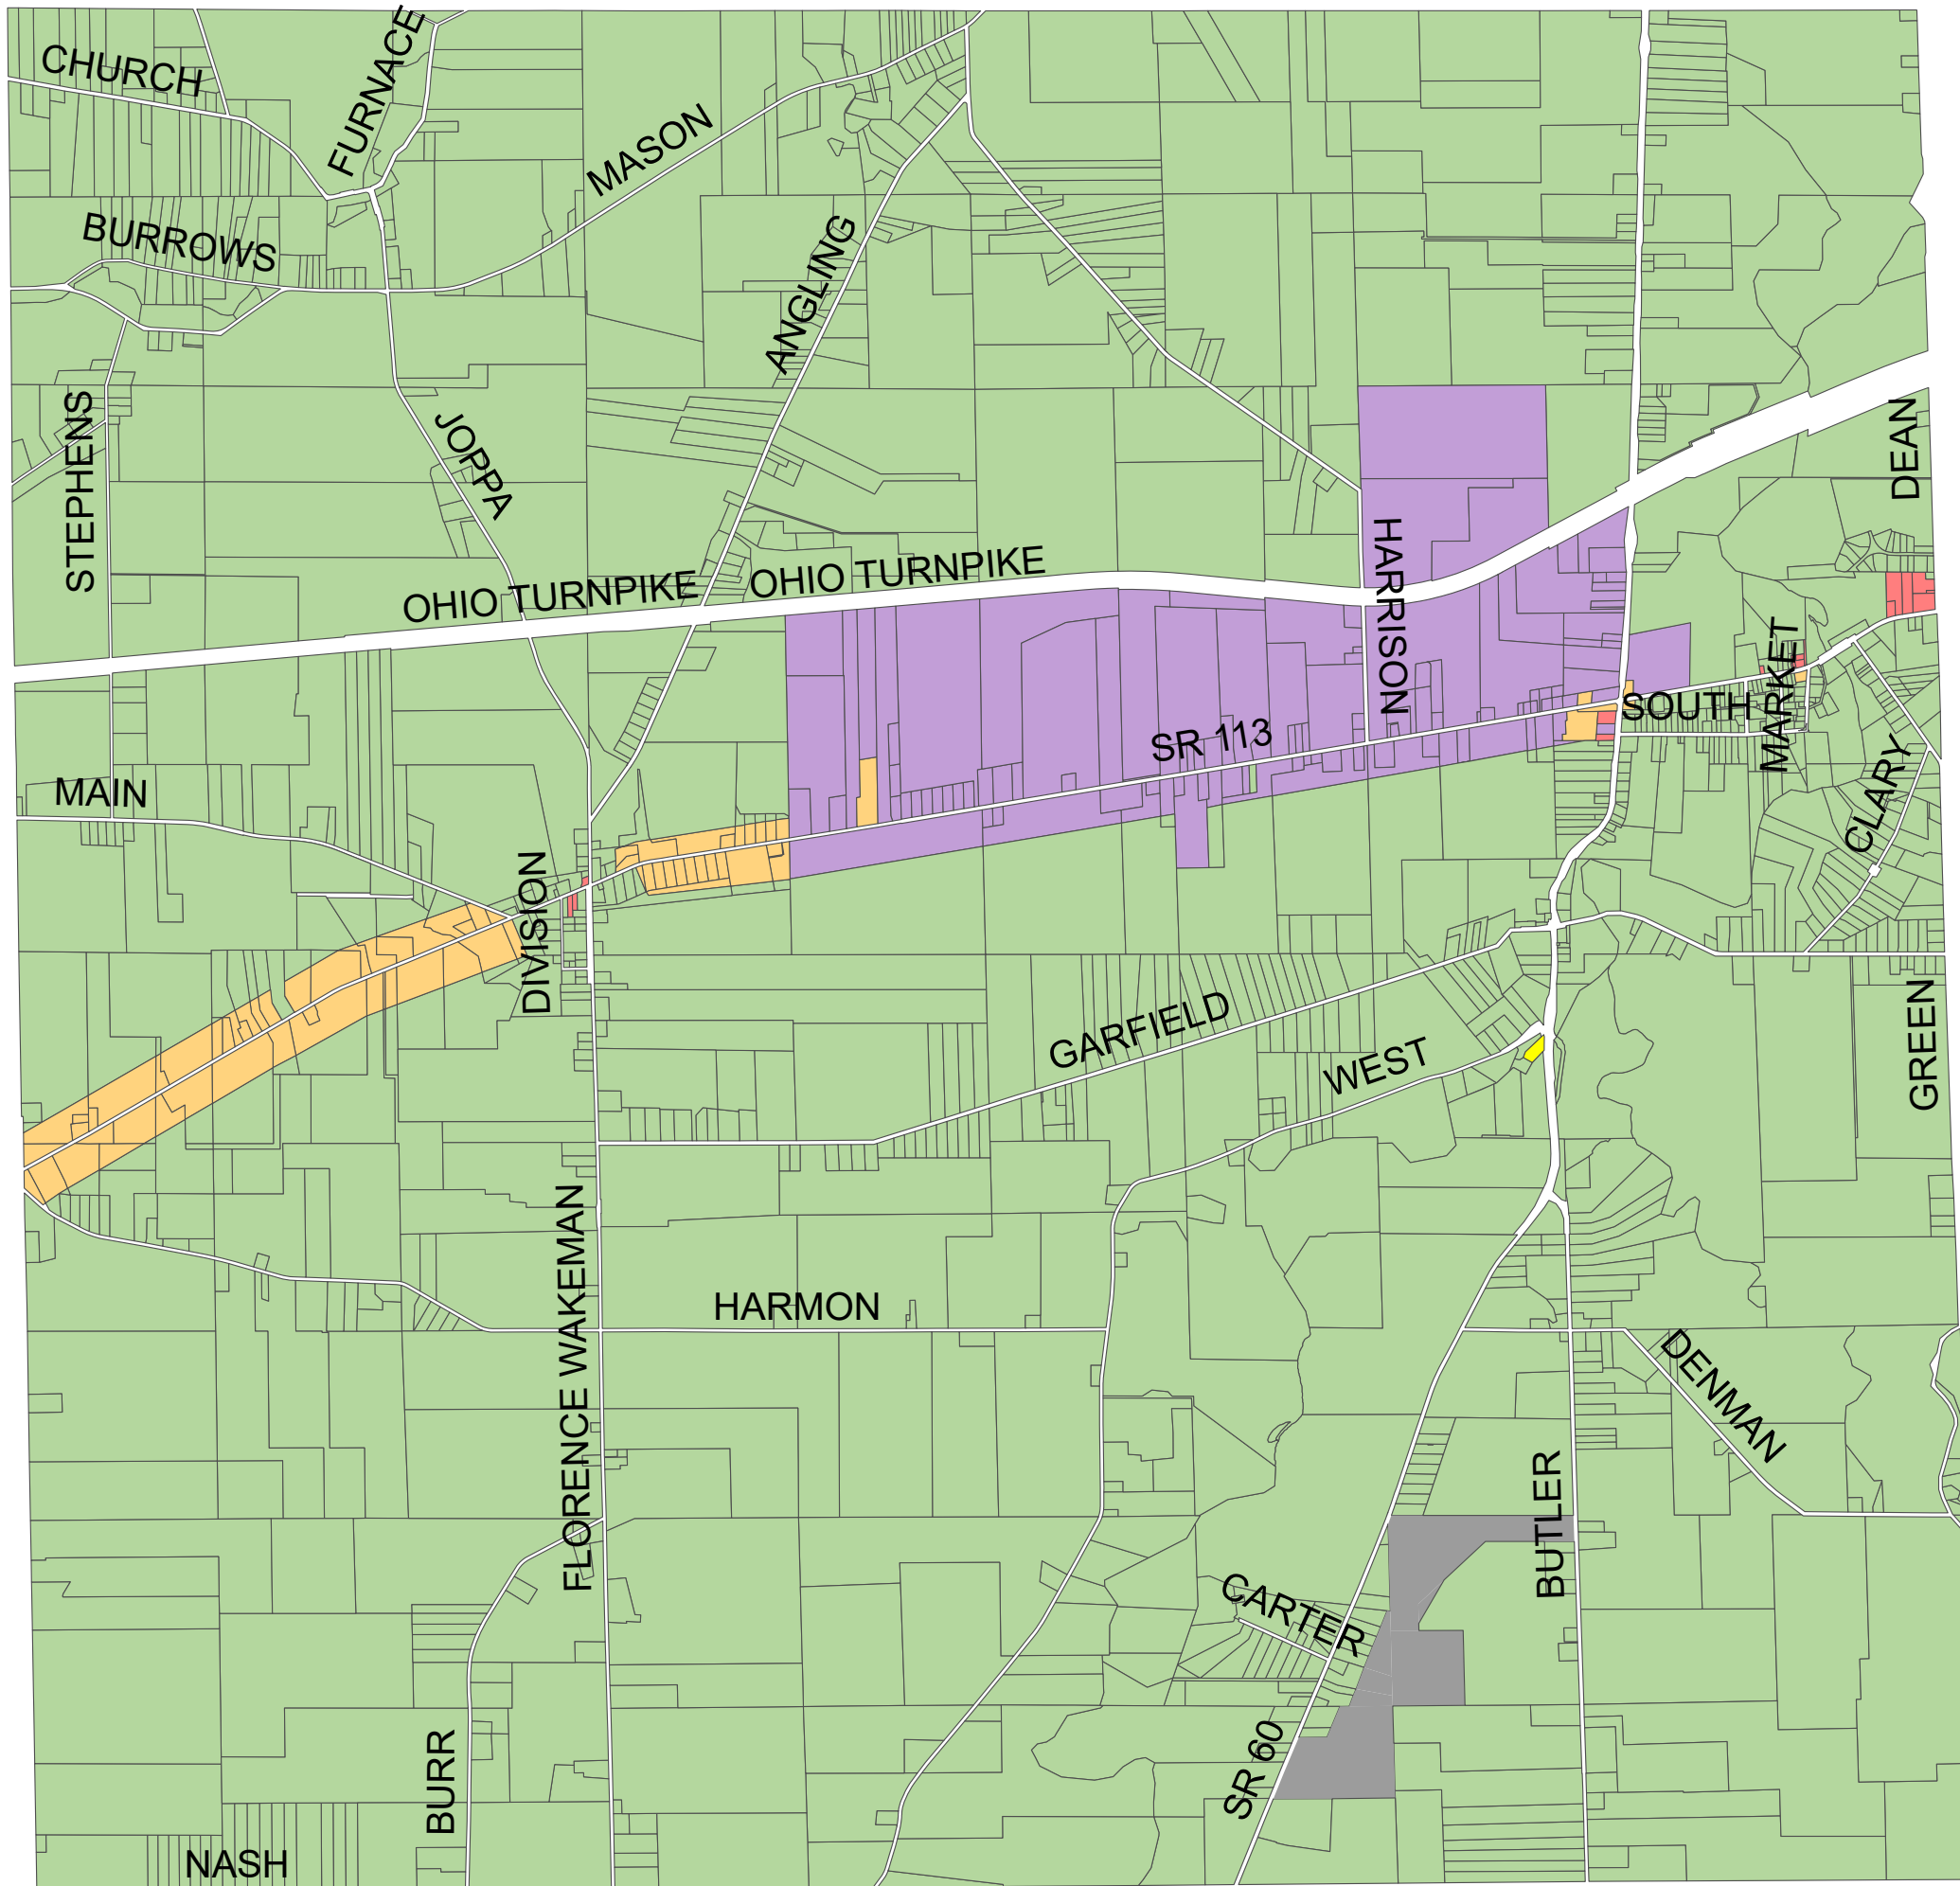 CHURCH
FURNACE
MASON
BURROWS
ANGLING
STEPHENS
JOPPA
DEAN
OHIO TURNPIKE
OHIO TURNPIKE
HARRISON
SR 113
SOUTH
MARKET
MAIN
CLARY
DIVISION
GARFIELD
WEST
GREEN
FLORENCE WAKEMAN
HARMON
DENMAN
BUTLER
CARTER
SR 60
BURR
NASH